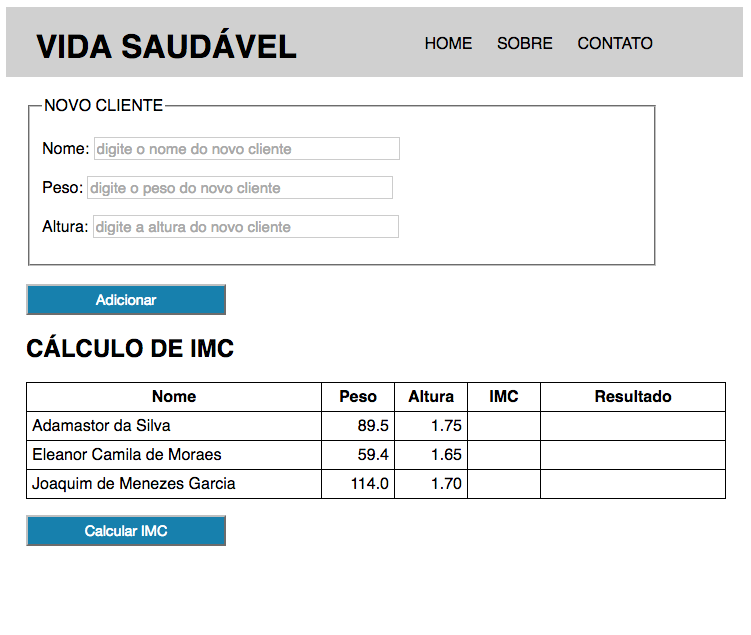 VIDA SAUDÁVEL HOME SOBRE CONTATO
NOVO CLIENTE
Nome: digite o nome do novo cliente
Peso: digite o peso do novo cliente
Altura: digite a altura do novo cliente
Adicionar
CÁLCULO DE IMC
Nome Peso Altura IMC Resultado
Adamastor da Silva 89.5 1.75
Eleanor Camila de Moraes 59.4 1.65
Joaquim de Menezes Garcia 114.0 1.70
Calcular IMC